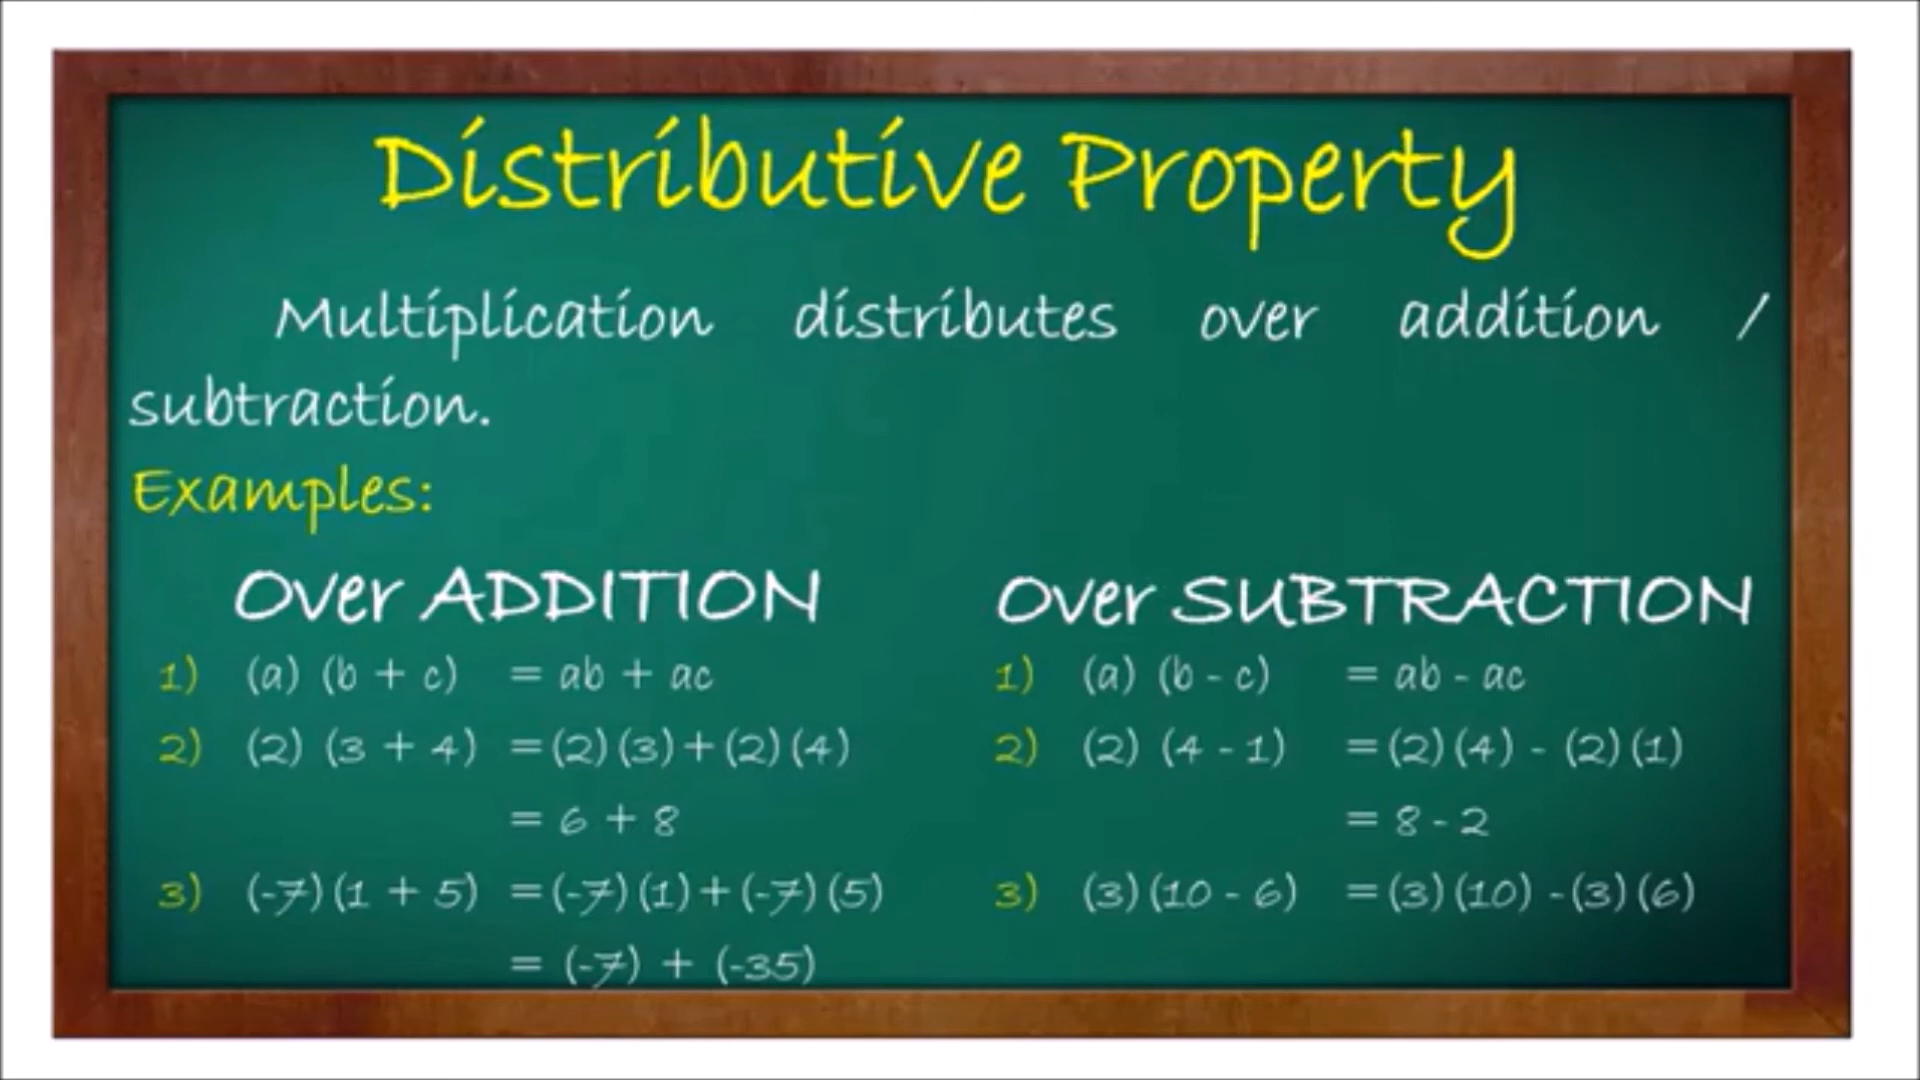 Distributive Property
Multiplication distributes over addition /
subtraction.
Examples:
Over ADDITION
1) (a) (b + c) = ab + ac
2) (2) (3 + 4) = (2) (3) + (2) (4)
= 6 + 8
3) (-7) (1 + 5) = (-7) (1) + (-7) (5)
= (-7) + (-35)
Over SUBTRACTION
1) (a) (b - c) = ab - ac
2) (2) (4 - 1) = (2) (4) - (2) (1)
= 8 - 2
3) (3) (10 - 6) = (3) (10) - (3) (6)